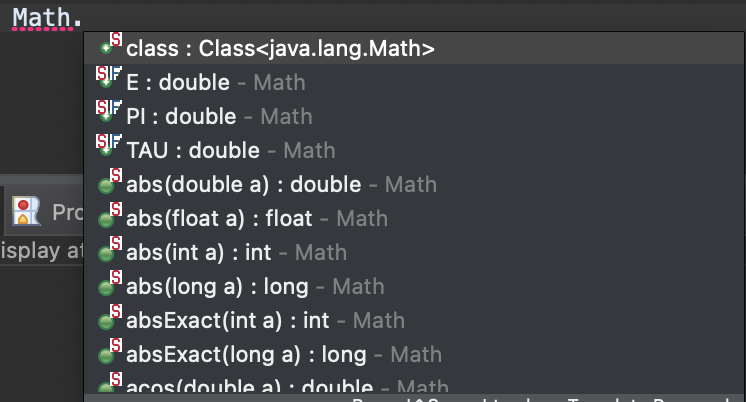 Math.
class : Class<java.lang.Math>
E : double - Math
PI : double - Math
TAU : double - Math
abs(double a) : double - Math
abs(float a) : float - Math
abs(int a) : int - Math
abs(long a) : long - Math
absExact(int a) : int - Math
absExact(long a) : long - Math
acos(double a) : double - Math
Pro
isplay at